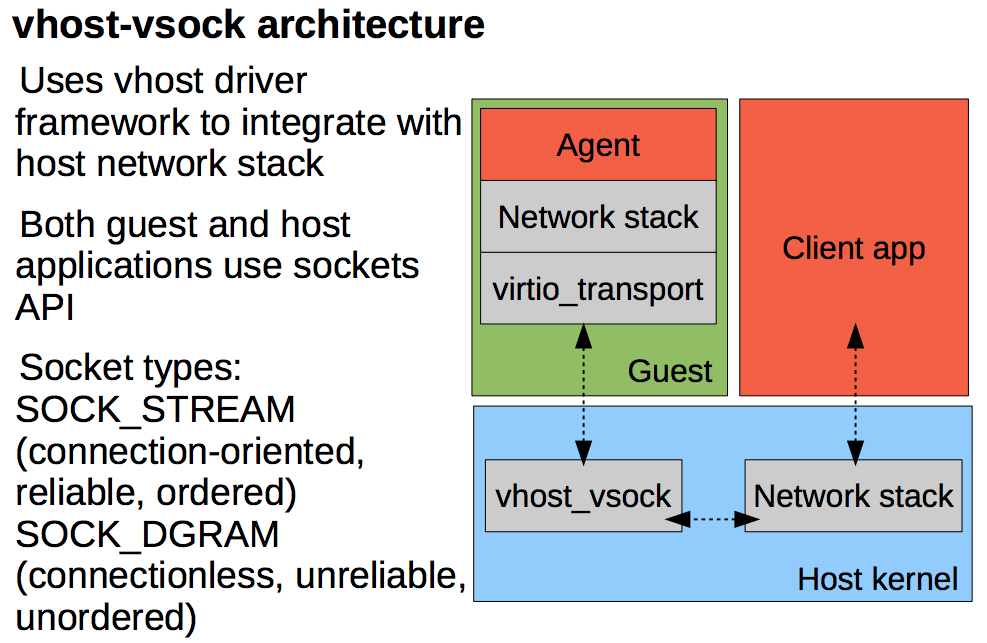 vhost-vsock architecture
Uses vhost driver
framework to integrate with
host network stack
Both guest and host
applications use sockets
API
Socket types:
SOCK_STREAM
(connection-oriented,
reliable, ordered)
SOCK_DGRAM
(connectionless, unreliable,
unordered)
Agent
Network stack
virtio_transport
Guest
Client app
vhost_vsock
Network stack
Host kernel